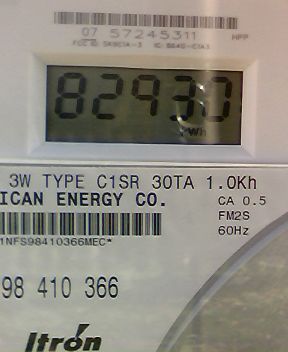 07 57245311
HPP
82930
3W TYPE C1SR 30TA 1.0Kh
ICAN ENERGY CO.
CA 0.5
FM2S
60Hz
1NFS98410366MEC*
98 410 366
Itron